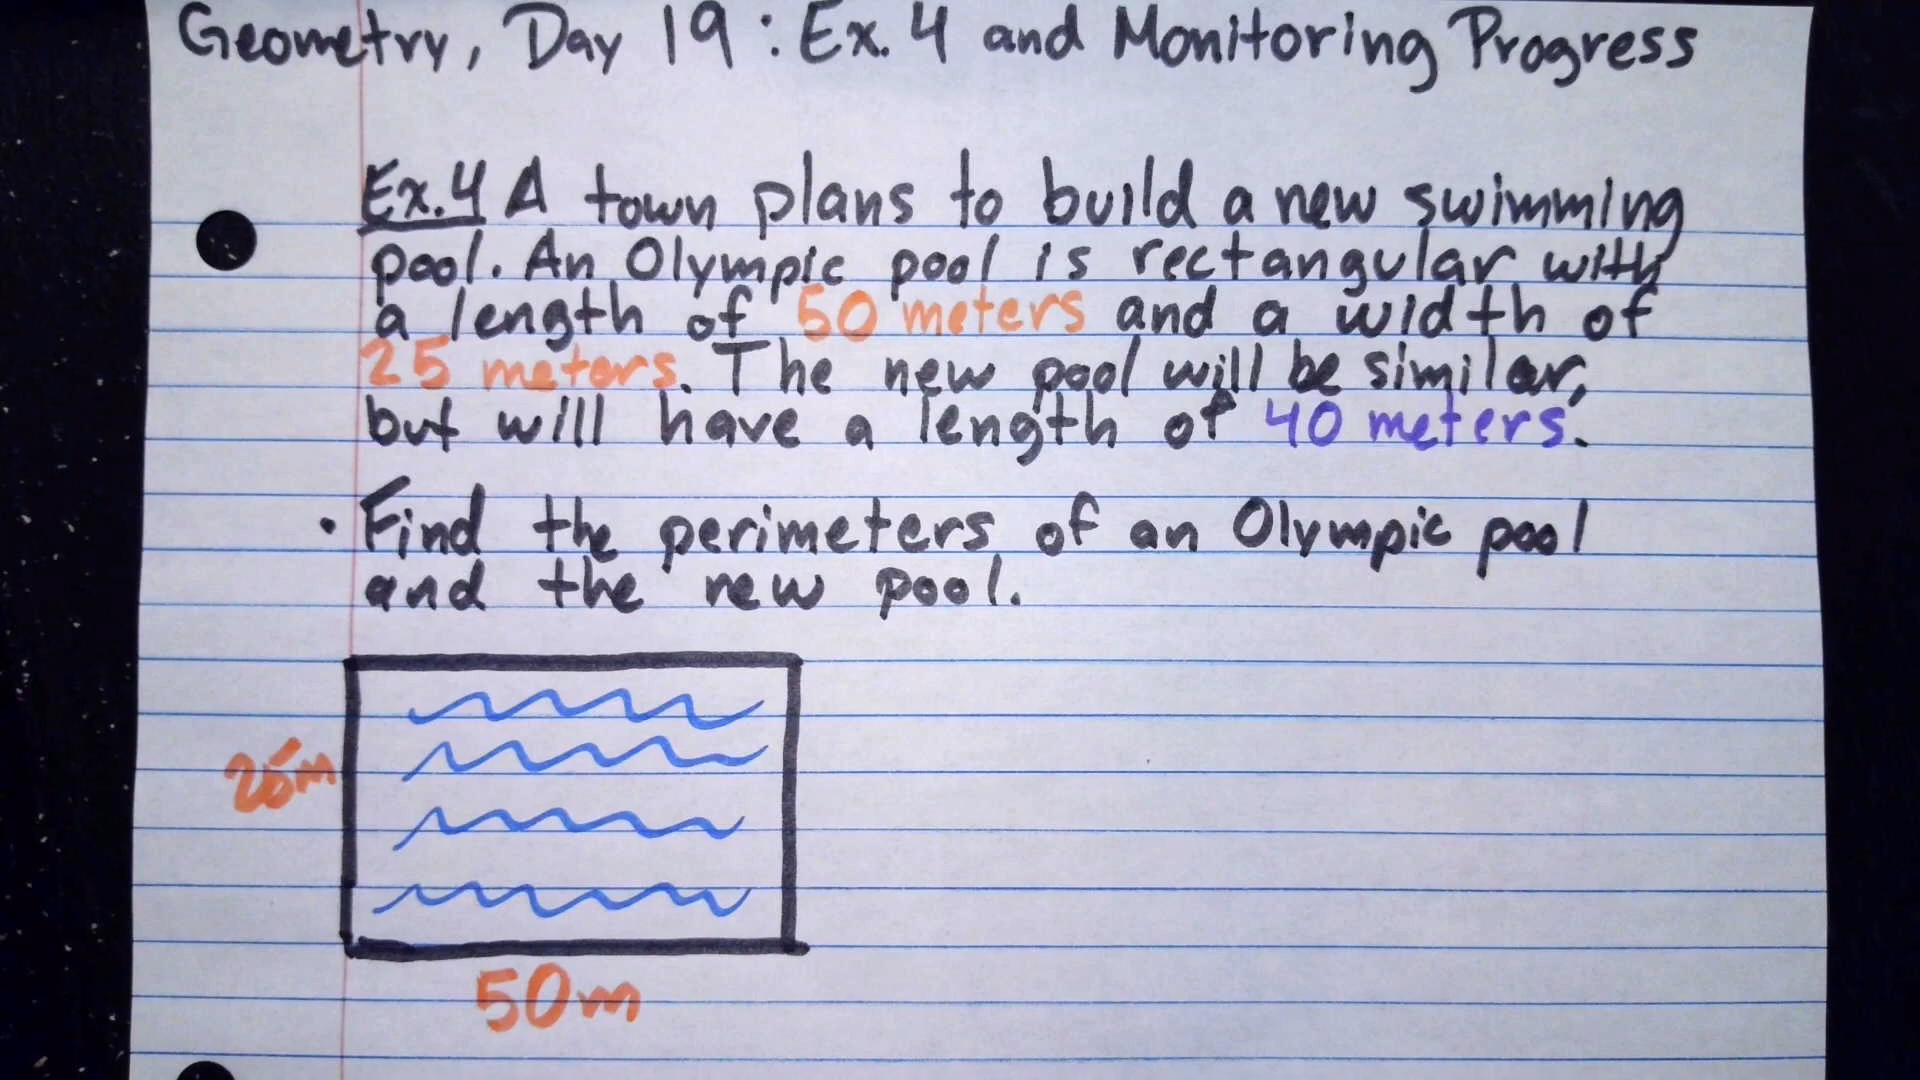 Geometry, Day 19: Ex. 4 and Monitoring Progress
Ex. 4 A town plans to build a new swimming
pool. An Olympic pool is rectangular with
a length of 50 meters and a width of
25 meters. The new pool will be similar,
but will have a length of 40 meters.
• Find the perimeters of an Olympic pool
and the new pool.
25m
50m